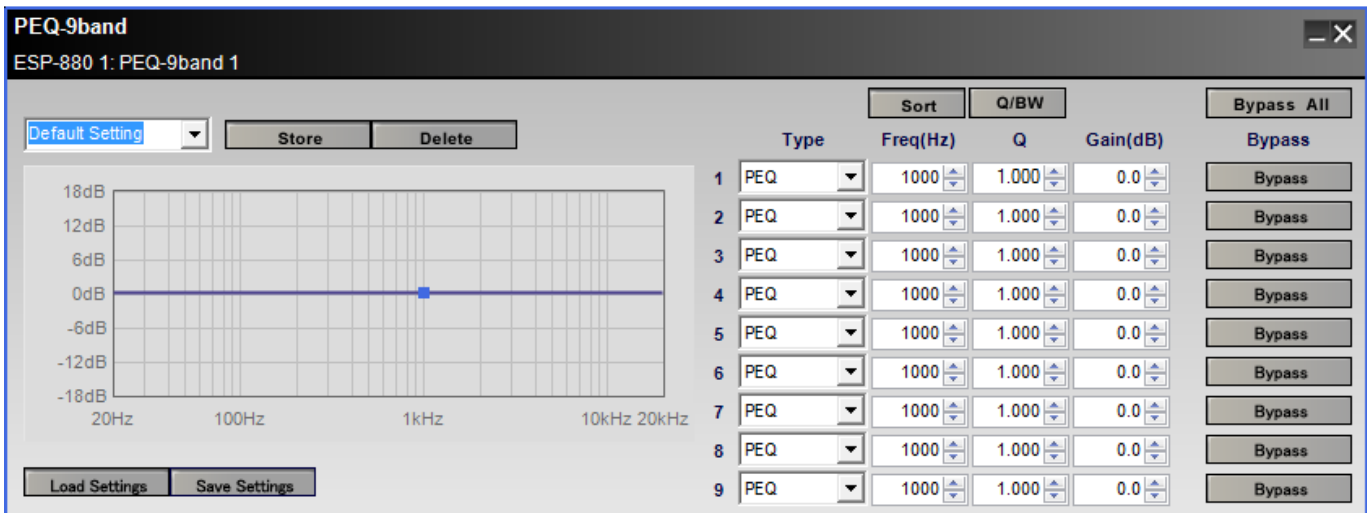 PEQ-9band
ESP-880 1: PEQ-9band 1
Sort Q/BW Bypass All
Default Setting Store Delete
Type Freq(Hz) Q Gain(dB) Bypass
1 PEQ 1000 1.000 0.0 Bypass
2 PEQ 1000 1.000 0.0 Bypass
3 PEQ 1000 1.000 0.0 Bypass
4 PEQ 1000 1.000 0.0 Bypass
5 PEQ 1000 1.000 0.0 Bypass
6 PEQ 1000 1.000 0.0 Bypass
7 PEQ 1000 1.000 0.0 Bypass
8 PEQ 1000 1.000 0.0 Bypass
9 PEQ 1000 1.000 0.0 Bypass
18dB
12dB
6dB
0dB
-6dB
-12dB
-18dB
20Hz 100Hz 1kHz 10kHz 20kHz
Load Settings Save Settings